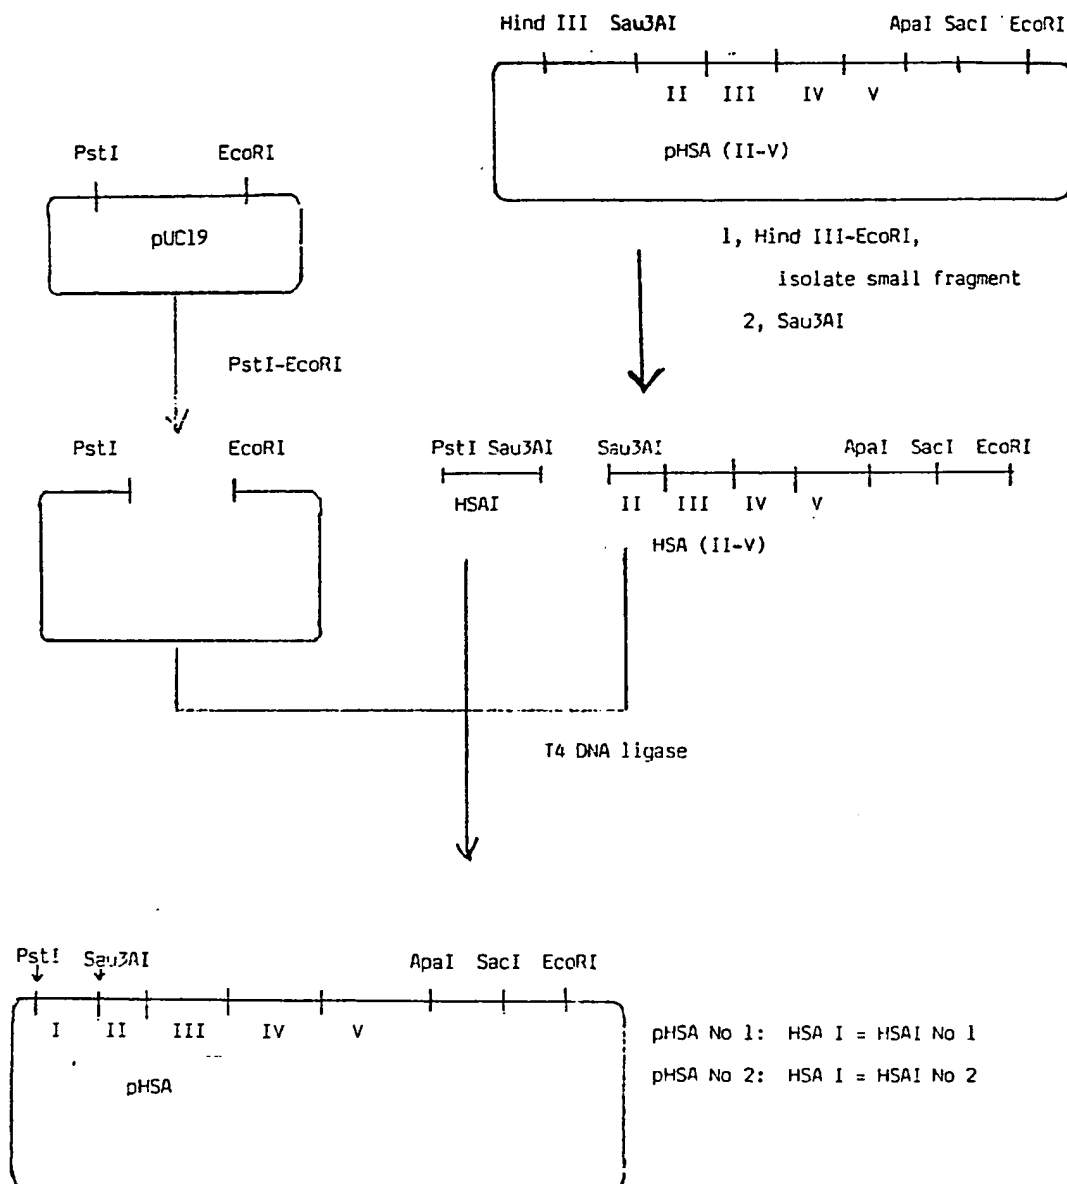 Hind III Sau3AI ApaI SacI EcoRI
II III IV V
pHSA (II-V)
PstI EcoRI
pUC19
1, Hind III-EcoRI,
isolate small fragment
2, Sau3AI
PstI-EcoRI
PstI EcoRI
PstI Sau3AI
HSAI
Sau3AI ApaI SacI EcoRI
II III IV V
HSA (II-V)
T4 DNA ligase
PstI Sau3AI ApaI SacI EcoRI
I II III IV V
pHSA
pHSA No 1: HSA I = HSAI No 1
pHSA No 2: HSA I = HSAI No 2